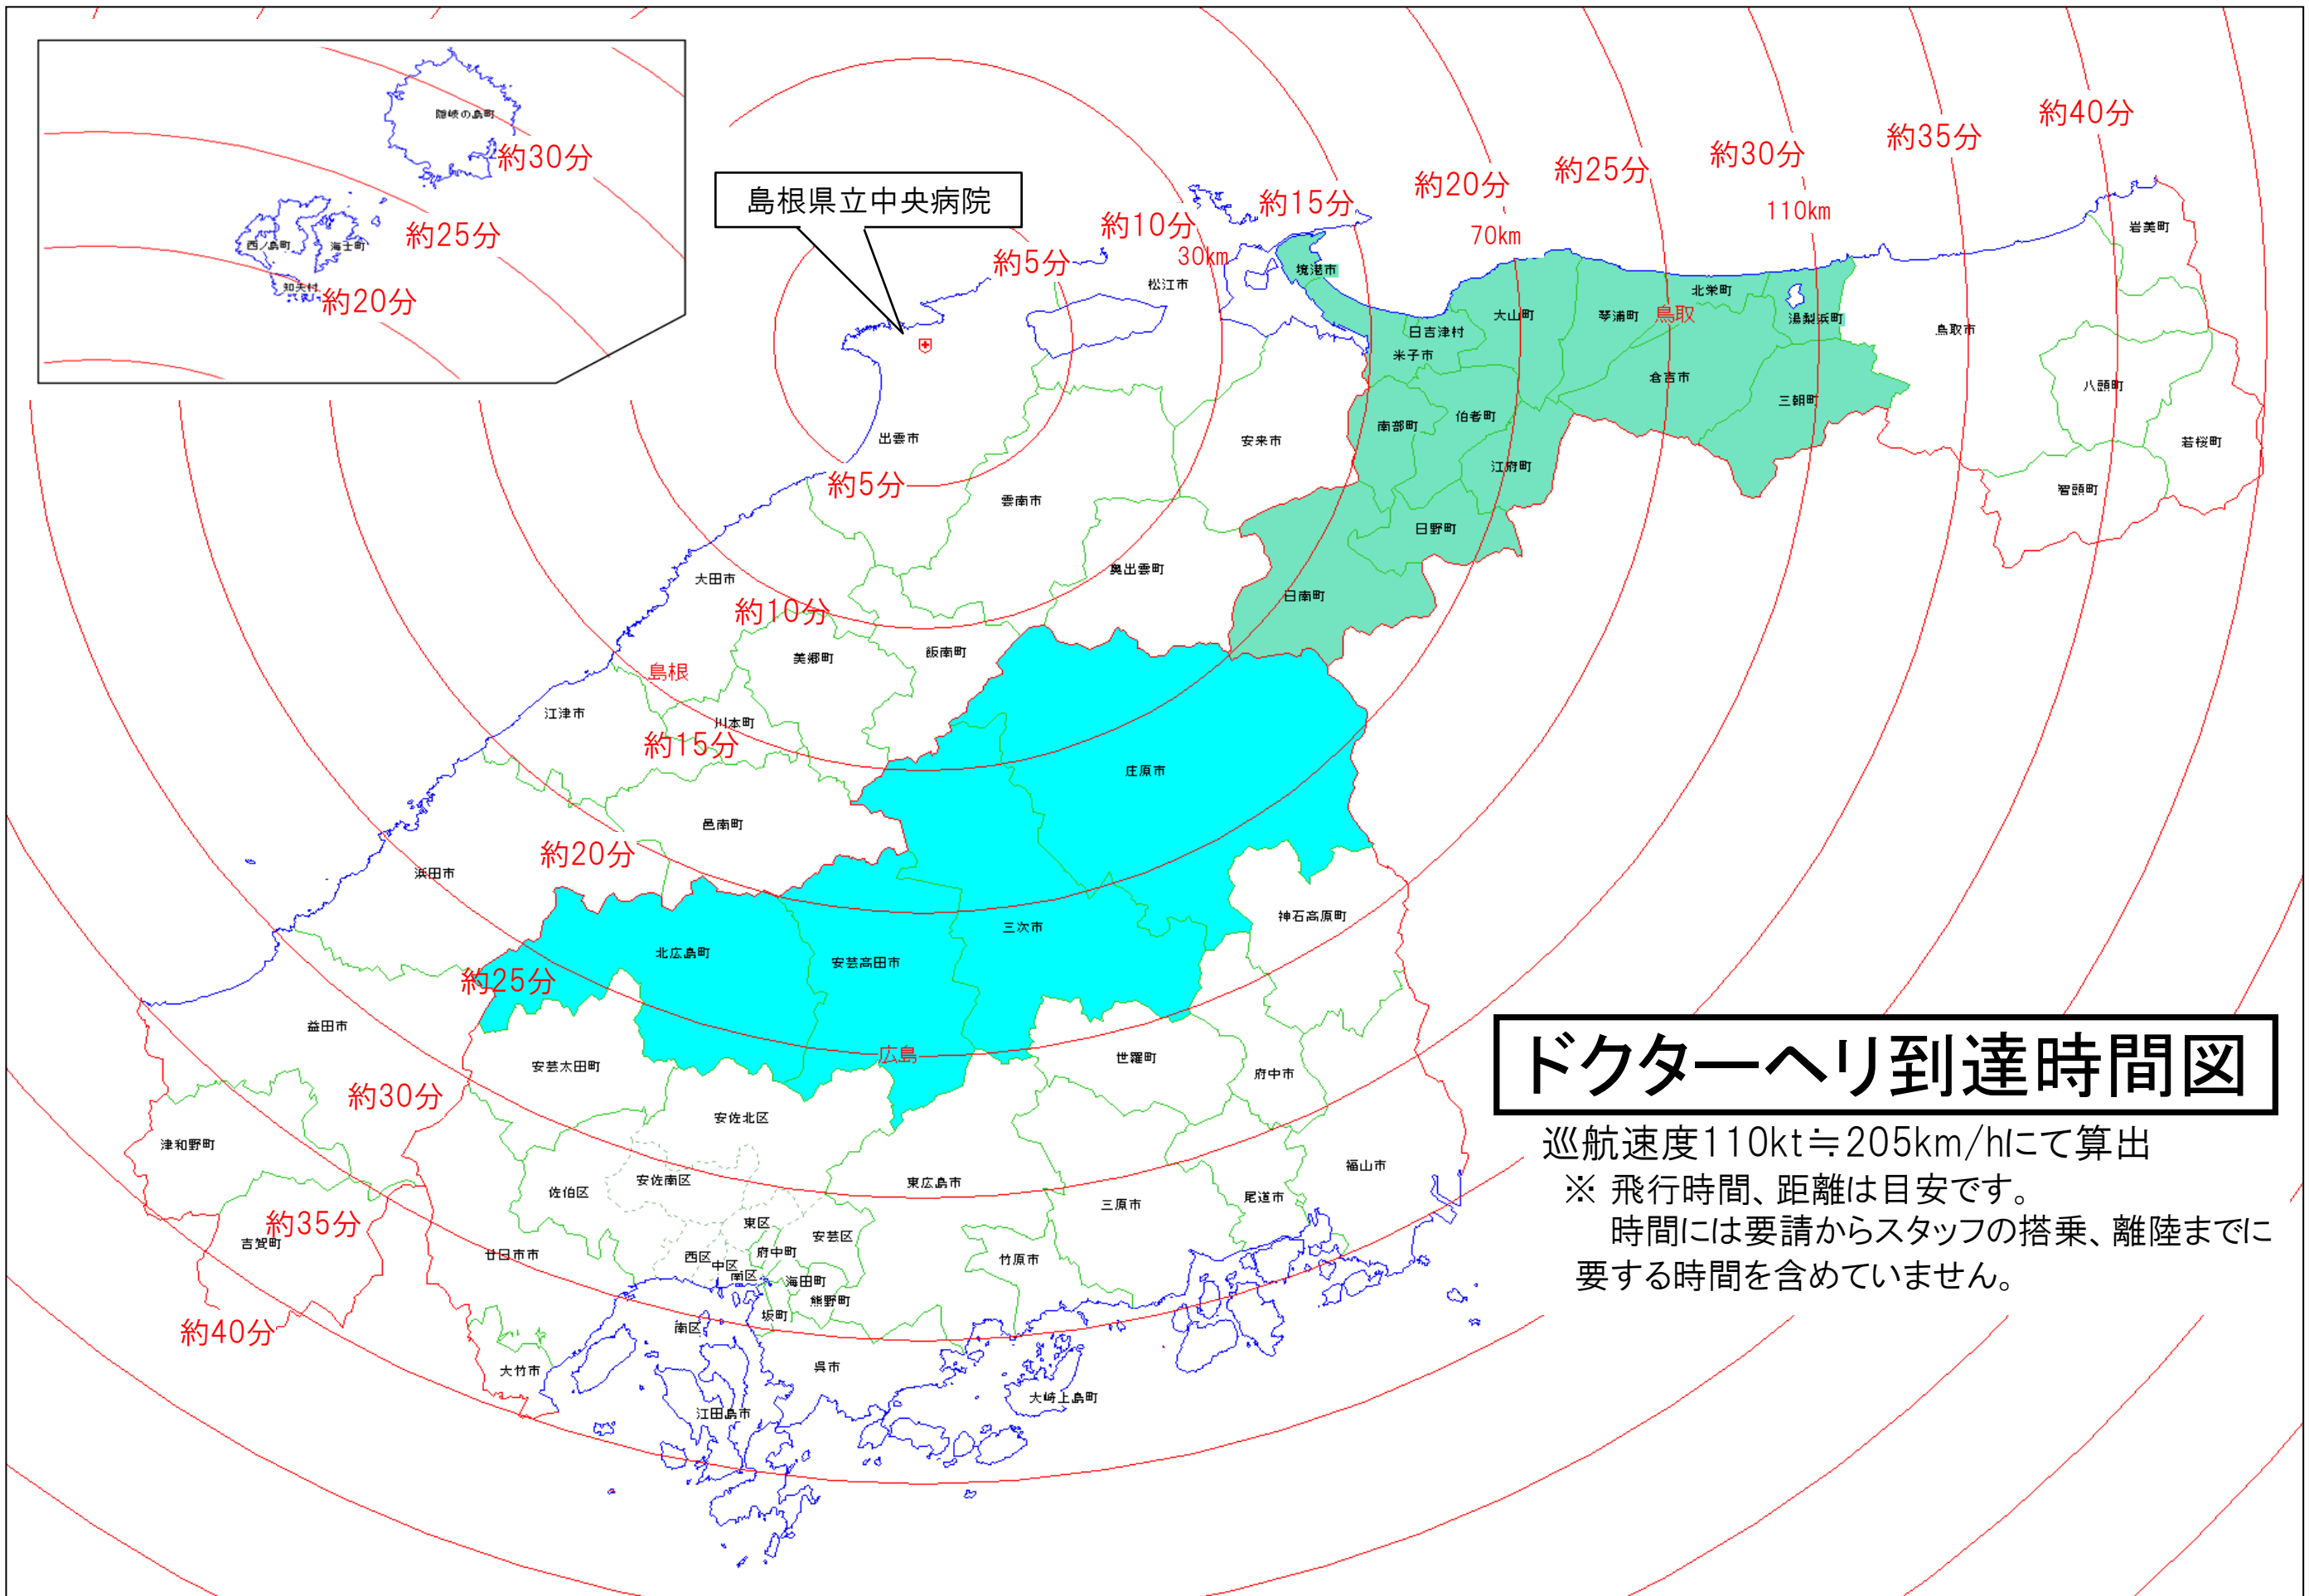 隠岐の島町
約30分
西ノ島町
海士町
約25分
知夫村
約20分
島根県立中央病院
約5分
約10分
30km
約15分
約20分
70km
約25分
約30分
110km
約35分
約40分
松江市
境港市
日吉津村
米子市
大山町
琴浦町
鳥取
北栄町
湯梨浜町
鳥取市
岩美町
八頭町
若桜町
智頭町
倉吉市
三朝町
南部町
伯耆町
江府町
日野町
日南町
出雲市
安来市
雲南市
奥出雲町
約5分
大田市
約10分
美郷町
飯南町
島根
川本町
江津市
約15分
邑南町
約20分
浜田市
庄原市
神石高原町
三次市
北広島町
安芸高田市
約25分
益田市
広島
世羅町
府中市
安芸太田町
約30分
安佐北区
津和野町
佐伯区
安佐南区
東広島市
三原市
尾道市
福山市
約35分
吉賀町
廿日市市
西区
中区
東区
南区
府中町
安芸区
海田町
熊野町
坂町
竹原市
約40分
南区
大竹市
呉市
江田島市
大崎上島町
ドクターヘリ到達時間図
巡航速度110kt≒205km/hにて算出
※ 飛行時間、距離は目安です。
時間には要請からスタッフの搭乗、離陸までに
要する時間を含めていません。